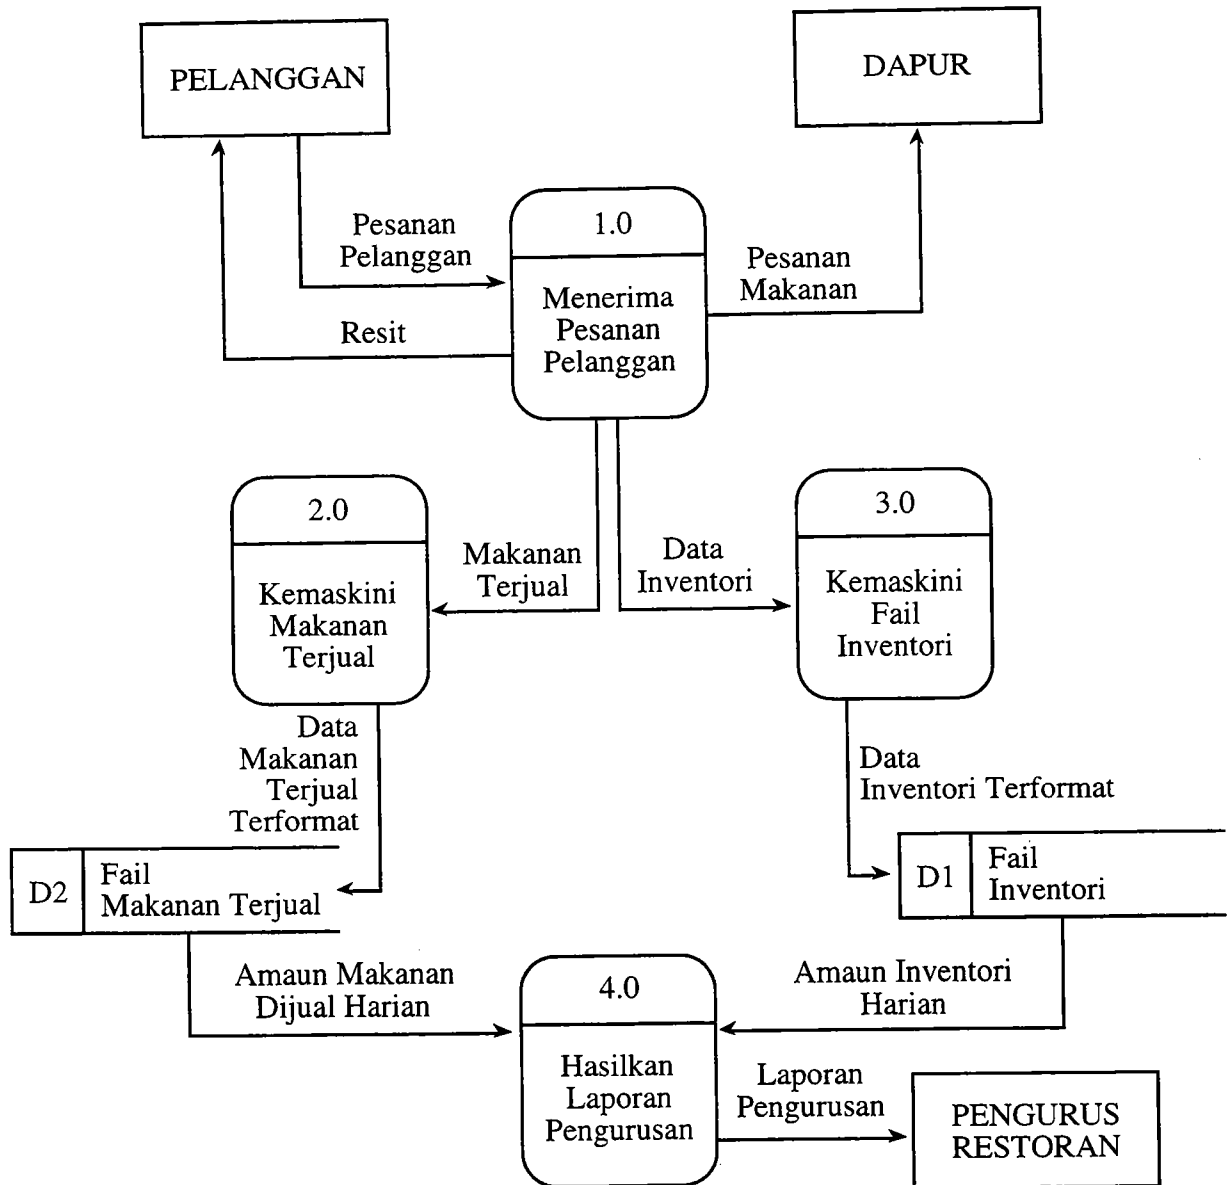 PELANGGAN
DAPUR
1.0
Menerima
Pesanan
Pelanggan
Pesanan
Pelanggan
Resit
Pesanan
Makanan
2.0
Kemaskini
Makanan
Terjual
Makanan
Terjual
Data
Inventori
3.0
Kemaskini
Fail
Inventori
Data
Makanan
Terjual
Terformat
Data
Inventori Terformat
D2
Fail
Makanan Terjual
D1
Fail
Inventori
Amaun Makanan
Dijual Harian
4.0
Hasilkan
Laporan
Pengurusan
Amaun Inventori
Harian
Laporan
Pengurusan
PENGURUS
RESTORAN